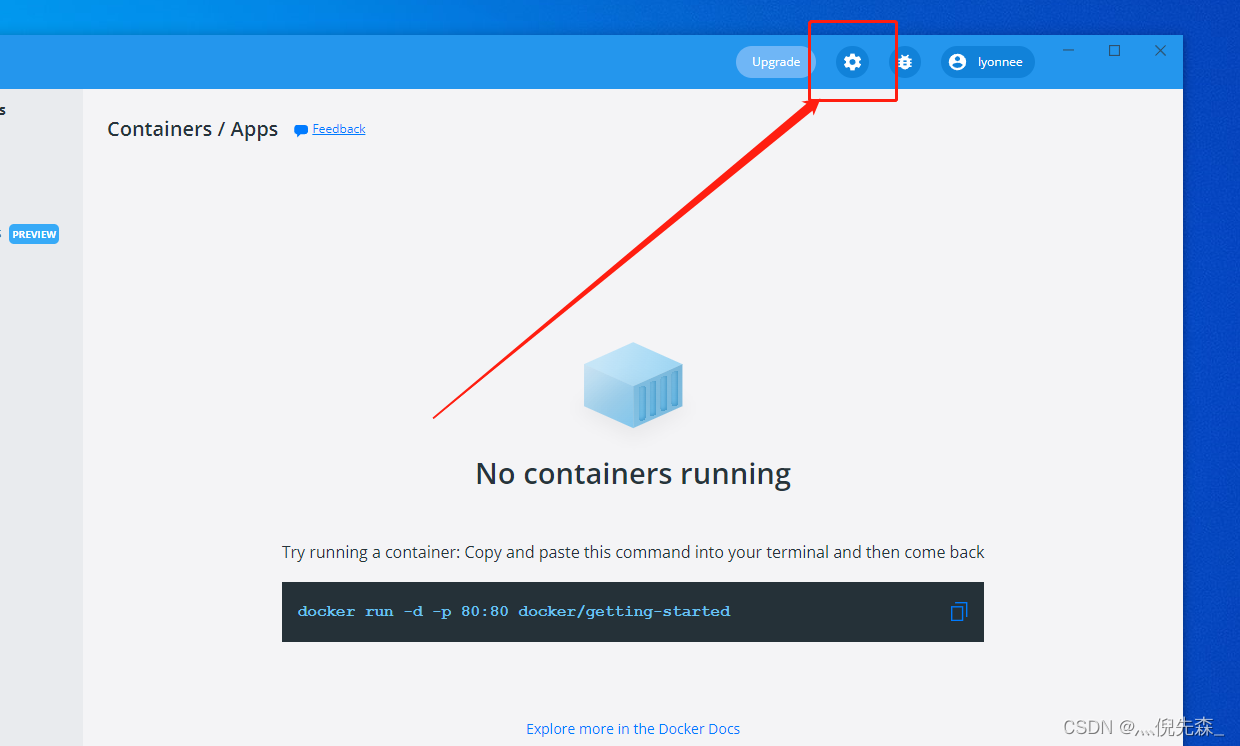 Upgrade
lyonnee
s
Containers / Apps
Feedback
s PREVIEW
No containers running
Try running a container: Copy and paste this command into your terminal and then come back
docker run -d -p 80:80 docker/getting-started
Explore more in the Docker Docs
CSDN @灬倪先森_